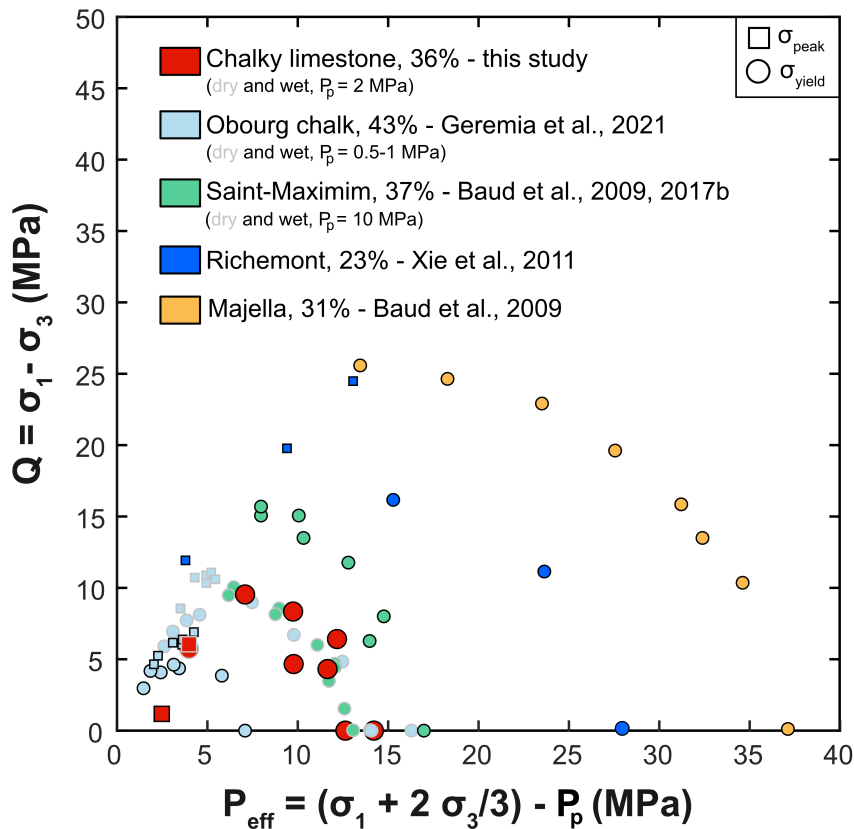 50
45
40
35
30
25
20
15
10
5
0
Q = σ1- σ3 (MPa)
Chalky limestone, 36% - this study
(dry and wet, Pp = 2 MPa)
Obourg chalk, 43% - Geremia et al., 2021
(dry and wet, Pp = 0.5-1 MPa)
Saint-Maximim, 37% - Baud et al., 2009, 2017b
(dry and wet, Pp = 10 MPa)
Richemont, 23% - Xie et al., 2011
Majella, 31% - Baud et al., 2009
σpeak
σyield
0 5 10 15 20 25 30 35 40
Peff = (σ1 + 2 σ3/3) - Pp (MPa)